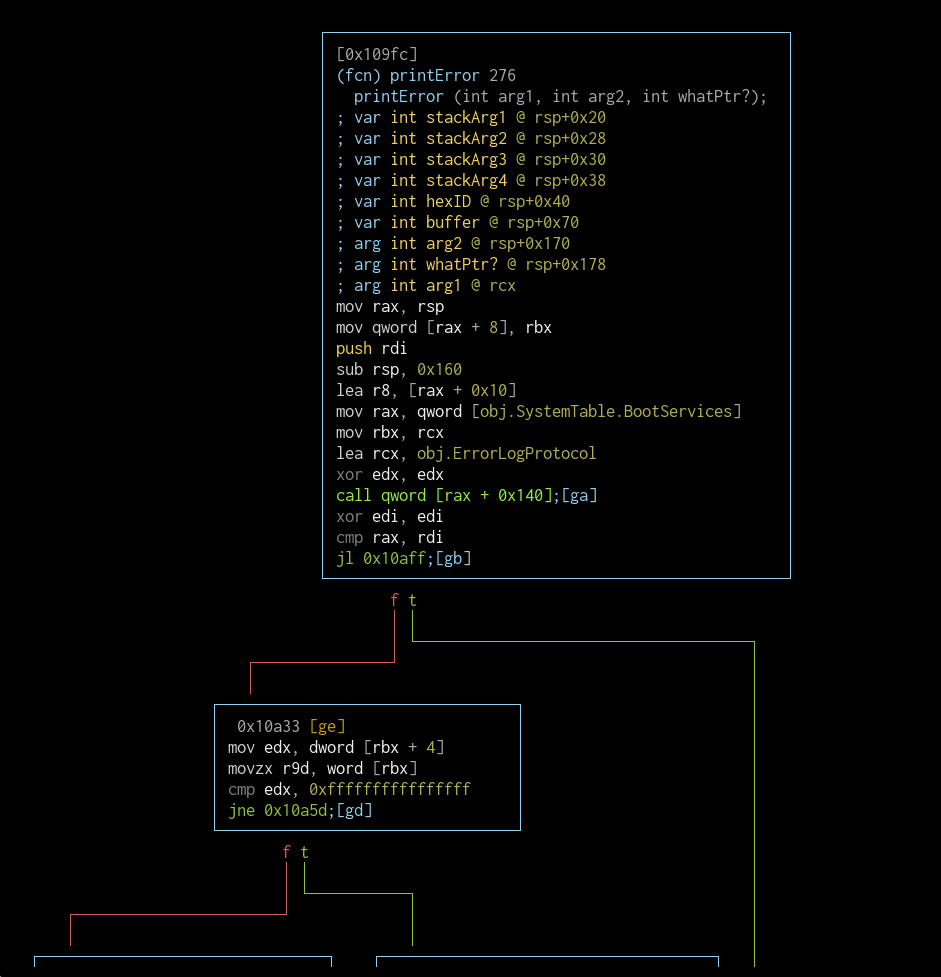 [0x109fc]
(fcn) printError 276
printError (int arg1, int arg2, int whatPtr?);
; var int stackArg1 @ rsp+0x20
; var int stackArg2 @ rsp+0x28
; var int stackArg3 @ rsp+0x30
; var int stackArg4 @ rsp+0x38
; var int hexID @ rsp+0x40
; var int buffer @ rsp+0x70
; arg int arg2 @ rsp+0x170
; arg int whatPtr? @ rsp+0x178
; arg int arg1 @ rcx
mov rax, rsp
mov qword [rax + 8], rbx
push rdi
sub rsp, 0x160
lea r8, [rax + 0x10]
mov rax, qword [obj.SystemTable.BootServices]
mov rbx, rcx
lea rcx, obj.ErrorLogProtocol
xor edx, edx
call qword [rax + 0x140];[ga]
xor edi, edi
cmp rax, rdi
jl 0x10aff;[gb]
f t
0x10a33 [ge]
mov edx, dword [rbx + 4]
movzx r9d, word [rbx]
cmp edx, 0xffffffffffffffff
jne 0x10a5d;[gd]
f t